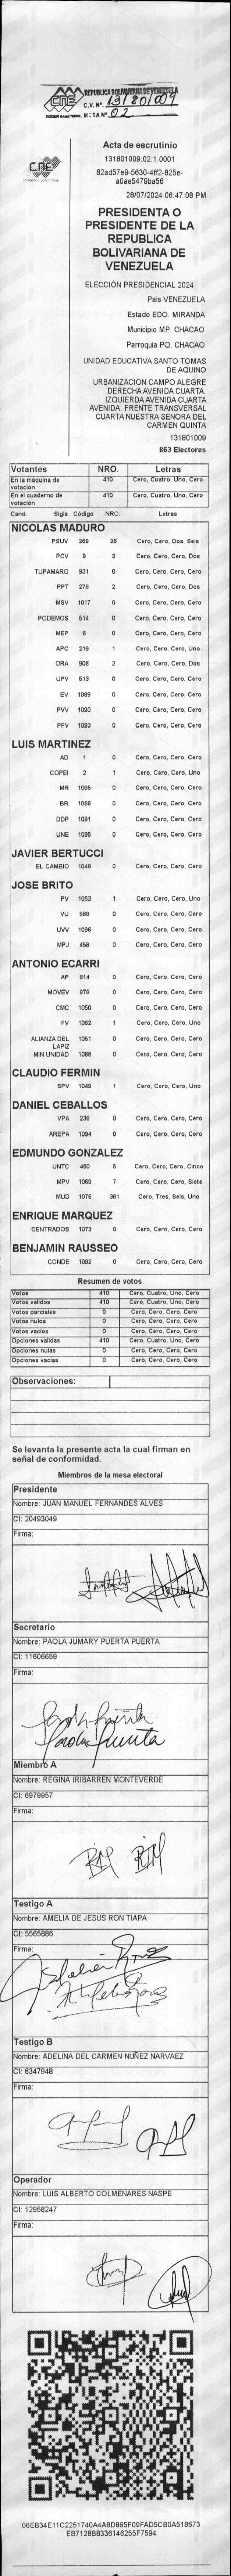 REPUBLICA BOLIVARIANA DE VENEZUELA
CNE
C.V. Nº 131801009
PODER ELECTORAL MESA Nº 02
Acta de escrutinio
CNE
131801009.02.1.0001
82ad57e9-5630-4ff2-825e-
a0ae5479ba56
28/07/2024 06:47:08 PM
PRESIDENTA O
PRESIDENTE DE LA
REPUBLICA
BOLIVARIANA DE
VENEZUELA
ELECCIÓN PRESIDENCIAL 2024
Pais VENEZUELA
Estado EDO. MIRANDA
Municipio MP. CHACAO
Parroquia PQ. CHACAO
UNIDAD EDUCATIVA SANTO TOMAS
DE AQUINO
URBANIZACION CAMPO ALEGRE
DERECHA AVENIDA CUARTA.
IZQUIERDA AVENIDA CUARTA
AVENIDA. FRENTE TRANSVERSAL
CUARTA NUESTRA SENORA DEL
CARMEN QUINTA
131801009
863 Electores
Votantes NRO. Letras
En la máquina de votación 410 Cero, Cuatro, Uno, Cero
En el cuaderno de votación 410 Cero, Cuatro, Uno, Cero
Cand. Sigla Código NRO. Letras
NICOLAS MADURO
PSUV 269 26 Cero, Cero, Dos, Seis
PCV 9 2 Cero, Cero, Cero, Dos
TUPAMARO 931 0 Cero, Cero, Cero, Cero
PPT 276 2 Cero, Cero, Cero, Dos
MSV 1017 0 Cero, Cero, Cero, Cero
PODEMOS 514 0 Cero, Cero, Cero, Cero
MEP 6 0 Cero, Cero, Cero, Cero
APC 219 1 Cero, Cero, Cero, Uno
ORA 906 2 Cero, Cero, Cero, Dos
UPV 513 0 Cero, Cero, Cero, Cero
EV 1089 0 Cero, Cero, Cero, Cero
PVV 1090 0 Cero, Cero, Cero, Cero
PFV 1093 0 Cero, Cero, Cero, Cero
LUIS MARTINEZ
AD 1 0 Cero, Cero, Cero, Cero
COPEI 2 1 Cero, Cero, Cero, Uno
MR 1065 0 Cero, Cero, Cero, Cero
BR 1066 0 Cero, Cero, Cero, Cero
DDP 1091 0 Cero, Cero, Cero, Cero
UNE 1095 0 Cero, Cero, Cero, Cero
JAVIER BERTUCCI
EL CAMBIO 1046 0 Cero, Cero, Cero, Cero
JOSE BRITO
PV 1053 1 Cero, Cero, Cero, Uno
VU 868 0 Cero, Cero, Cero, Cero
UVV 1096 0 Cero, Cero, Cero, Cero
MPJ 458 0 Cero, Cero, Cero, Cero
ANTONIO ECARRI
AP 814 0 Cero, Cero, Cero, Cero
MOVEV 878 0 Cero, Cero, Cero, Cero
CMC 1050 0 Cero, Cero, Cero, Cero
FV 1062 1 Cero, Cero, Cero, Uno
ALIANZA DEL LAPIZ 1051 0 Cero, Cero, Cero, Cero
MIN UNIDAD 1068 0 Cero, Cero, Cero, Cero
CLAUDIO FERMIN
SPV 1049 1 Cero, Cero, Cero, Uno
DANIEL CEBALLOS
VPA 236 0 Cero, Cero, Cero, Cero
AREPA 1094 0 Cero, Cero, Cero, Cero
EDMUNDO GONZALEZ
UNTC 460 5 Cero, Cero, Cero, Cinco
MPV 1069 7 Cero, Cero, Cero, Siete
MUD 1075 361 Cero, Tres, Seis, Uno
ENRIQUE MARQUEZ
CENTRADOS 1073 0 Cero, Cero, Cero, Cero
BENJAMIN RAUSSEO
CONDE 1092 0 Cero, Cero, Cero, Cero
Resumen de votos
Votos 410 Cero, Cuatro, Uno, Cero
Votos validos 410 Cero, Cuatro, Uno, Cero
Votos parciales 0 Cero, Cero, Cero, Cero
Votos nulos 0 Cero, Cero, Cero, Cero
Votos vacios 0 Cero, Cero, Cero, Cero
Opciones validas 410 Cero, Cuatro, Uno, Cero
Opciones nulas 0 Cero, Cero, Cero, Cero
Opciones vacias 0 Cero, Cero, Cero, Cero
Observaciones:
Se levanta la presente acta la cual firman en
señal de conformidad.
Miembros de la mesa electoral
Presidente
Nombre: JUAN MANUEL FERNANDES ALVES
CI: 20493049
Firma:
Secretario
Nombre: PAOLA JUMARY PUERTA PUERTA
CI: 11606659
Firma:
Paola Puerta
Paola Puerta
Miembro A
Nombre: REGINA IRIBARREN MONTEVERDE
CI: 6979957
Firma:
Testigo A
Nombre: AMELIA DE JESUS RON TIAPA
CI: 5565886
Firma:
Testigo B
Nombre: ADELINA DEL CARMEN NUÑEZ NARVAEZ
CI: 6347948
Firma:
Operador
Nombre: LUIS ALBERTO COLMENARES NASPE
CI: 12958247
Firma:
06EB34E11C2251740A4A8D865F09FAD5CB0A518673
EB7128B8336146255F7594